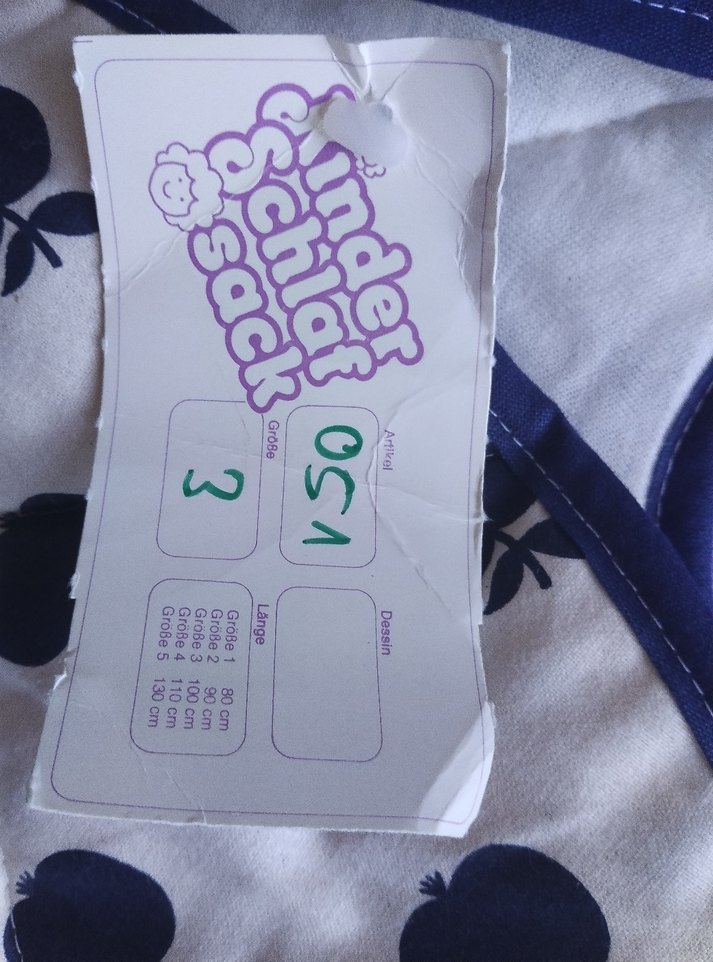 Kinder
Schlaf
sack
Artikel
051
Dessin
Größe
3
Länge
Größe 1 80 cm
Größe 2 90 cm
Größe 3 100 cm
Größe 4 110 cm
Größe 5 130 cm